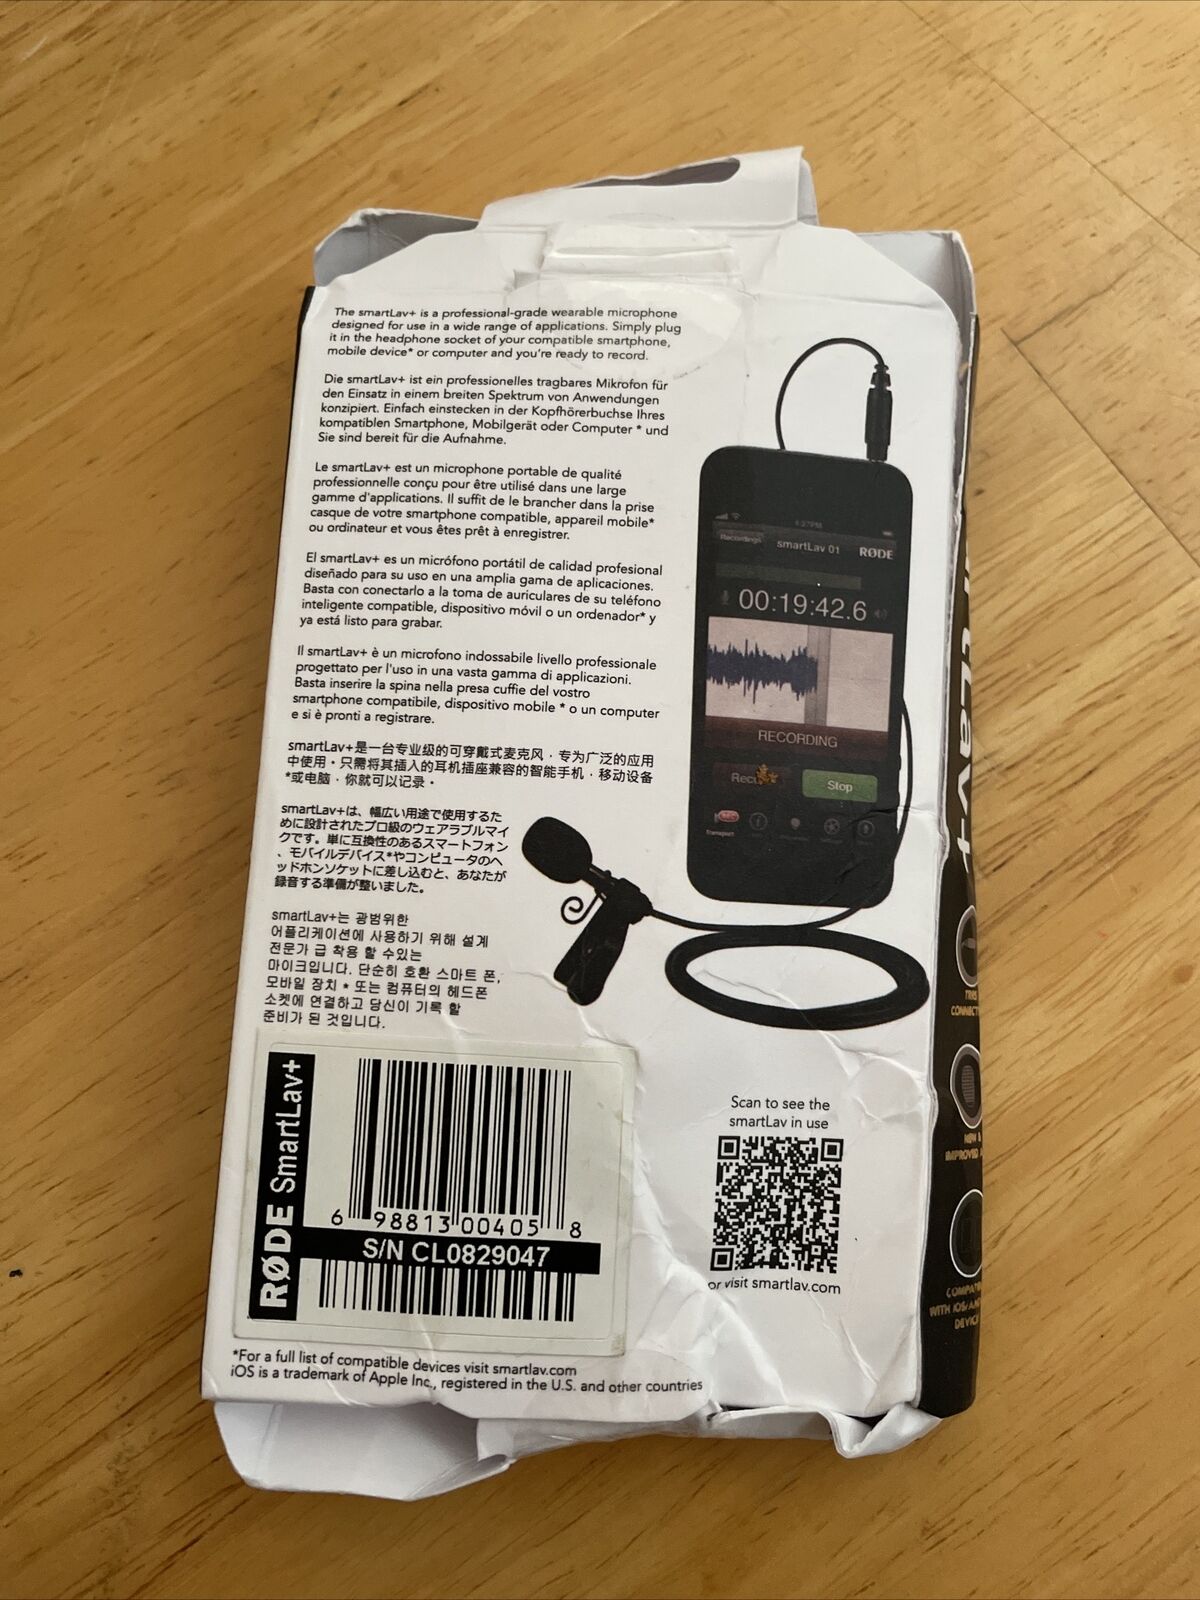 The smartLav+ is a professional-grade wearable microphone
designed for use in a wide range of applications. Simply plug
it in the headphone socket of your compatible smartphone,
mobile device* or computer and you're ready to record.
Die smartLav+ ist ein professionelles tragbares Mikrofon für
den Einsatz in einem breiten Spektrum von Anwendungen
konzipiert. Einfach einstecken in der Kopfhörerbuchse Ihres
kompatiblen Smartphone, Mobilgerät oder Computer * und
Sie sind bereit für die Aufnahme.
Le smartLav+ est un microphone portable de qualité
professionnelle conçu pour être utilisé dans une large
gamme d'applications. Il suffit de le brancher dans la prise
casque de votre smartphone compatible, appareil mobile*
ou ordinateur et vous êtes prêt à enregistrer.
El smartLav+ es un micrófono portátil de calidad profesional
diseñado para su uso en una amplia gama de aplicaciones.
Basta con conectarlo a la toma de auriculares de su teléfono
inteligente compatible, dispositivo móvil o un ordenador* y
ya está listo para grabar.
Il smartLav+ è un microfono indossabile livello professionale
progettato per l'uso in una vasta gamma di applicazioni.
Basta inserire la spina nella presa cuffie del vostro
smartphone compatibile, dispositivo mobile * o un computer
e si è pronti a registrare.
smartLav+是一台专业级的可穿戴式麦克风，专为广泛的应用
中使用。只需将其插入的耳机插座兼容的智能手机，移动设备
*或电脑，你就可以记录。
smartLav+は、幅広い用途で使用するた
めに設計されたプロ級のウェアラブルマイ
クです。単に互換性のあるスマートフォン
、モバイルデバイス*やコンピュータのヘ
ッドホンソケットに差し込むと、あなたが
録音する準備が整いました。
smartLav+는 광범위한
어플리케이션에 사용하기 위해 설계
전문가 급 착용 할 수있는
마이크입니다. 단순히 호환 스마트 폰,
모바일 장치 * 또는 컴퓨터의 헤드폰
소켓에 연결하고 당신이 기록 할
준비가 된 것입니다.
1:27PM
Recordings smartLav 01 RØDE
00:19:42.6
RECORDING
Stop
REC
Transport
RØDE SmartLav+
6 98813 00405 8
S/N CL0829047
Scan to see the
smartLav in use
or visit smartlav.com
*For a full list of compatible devices visit smartlav.com
iOS is a trademark of Apple Inc., registered in the U.S. and other countries
Lav+
TRRS
NEW &
IMPROVED
WITH iOS/